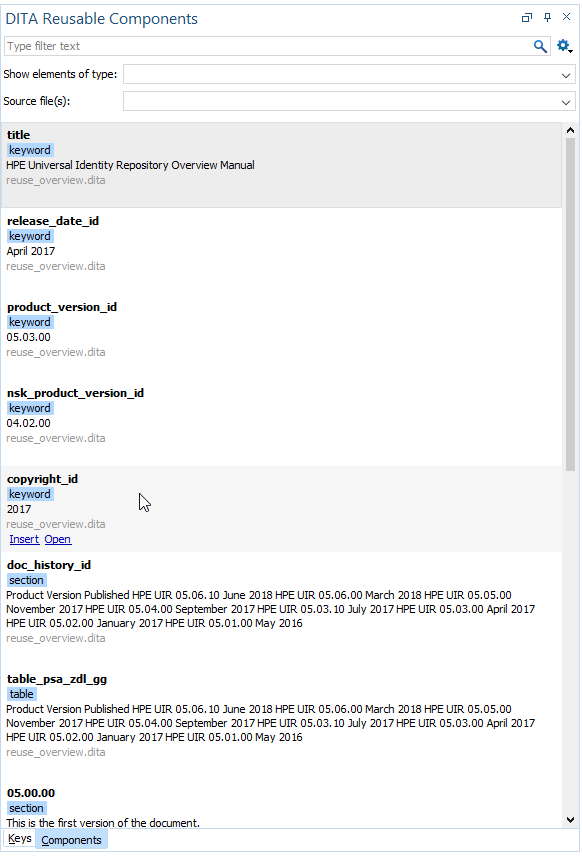 DITA Reusable Components
Type filter text
Show elements of type:
Source file(s):
title
keyword
HPE Universal Identity Repository Overview Manual
reuse_overview.dita
release_date_id
keyword
April 2017
reuse_overview.dita
product_version_id
keyword
05.03.00
reuse_overview.dita
nsk_product_version_id
keyword
04.02.00
reuse_overview.dita
copyright_id
keyword
2017
reuse_overview.dita
Insert Open
doc_history_id
section
Product Version Published HPE UIR 05.06.10 June 2018 HPE UIR 05.06.00 March 2018 HPE UIR 05.05.00
November 2017 HPE UIR 05.04.00 September 2017 HPE UIR 05.03.10 July 2017 HPE UIR 05.03.00 April 2017
HPE UIR 05.02.00 January 2017 HPE UIR 05.01.00 May 2016
reuse_overview.dita
table_psa_zdl_gg
table
Product Version Published HPE UIR 05.06.10 June 2018 HPE UIR 05.06.00 March 2018 HPE UIR 05.05.00
November 2017 HPE UIR 05.04.00 September 2017 HPE UIR 05.03.10 July 2017 HPE UIR 05.03.00 April 2017
HPE UIR 05.02.00 January 2017 HPE UIR 05.01.00 May 2016
reuse_overview.dita
05.00.00
section
This is the first version of the document.
Keys Components